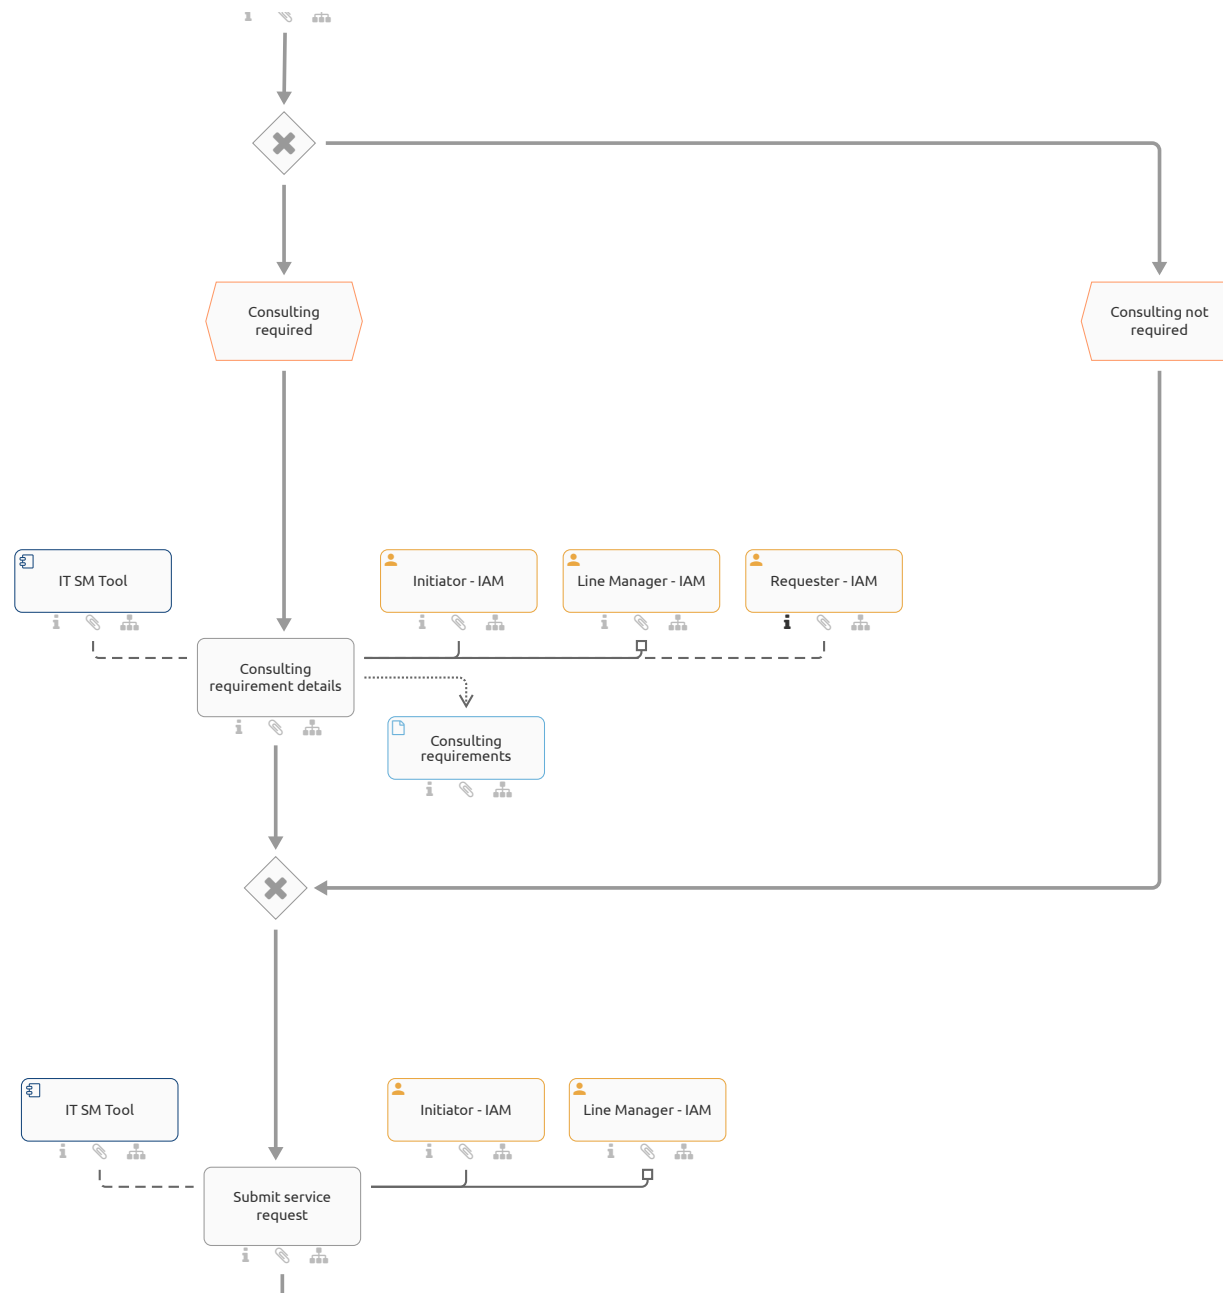 Consulting
required
Consulting not
required
IT SM Tool
Initiator - IAM
Line Manager - IAM
Requester - IAM
Consulting
requirement details
Consulting
requirements
IT SM Tool
Initiator - IAM
Line Manager - IAM
Submit service
request